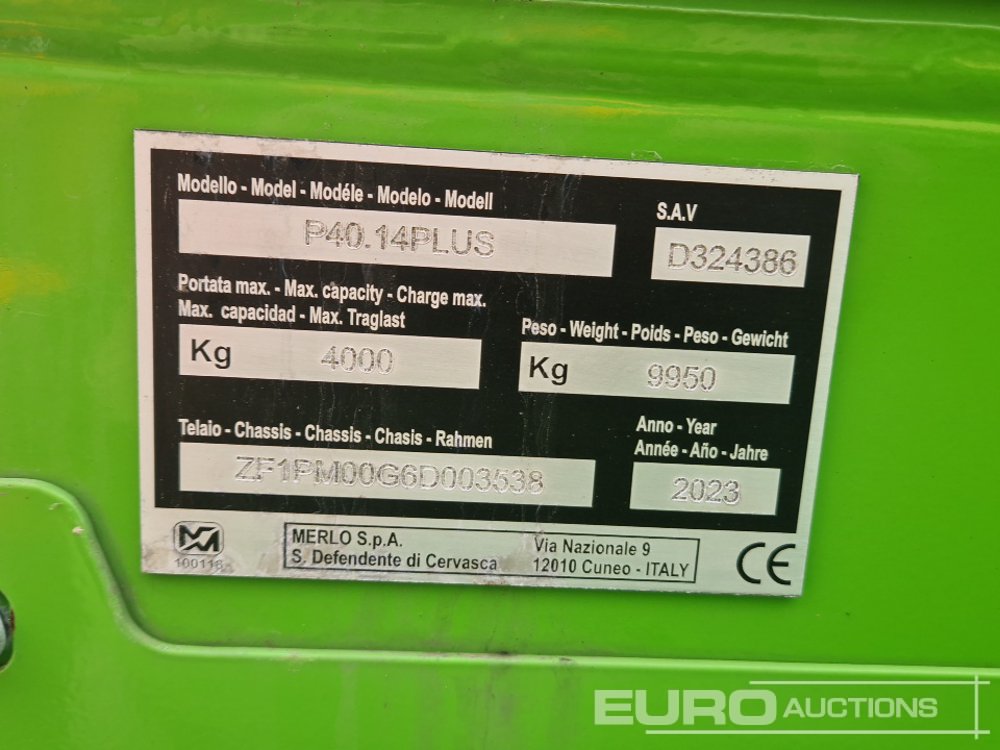 Modello - Model - Modéle - Modelo - Modell
P40.14PLUS
S.A.V
D324386
Portata max. - Max. capacity - Charge max.
Max. capacidad - Max. Traglast
Kg 4000
Peso - Weight - Poids - Peso - Gewicht
Kg 9950
Telaio - Chassis - Chassis - Chasis - Rahmen
ZF1PM00G6D003538
Anno - Year
Année - Año - Jahre
2023
MERLO S.p.A.
S. Defendente di Cervasca
Via Nazionale 9
12010 Cuneo - ITALY
CE
EURO AUCTIONS